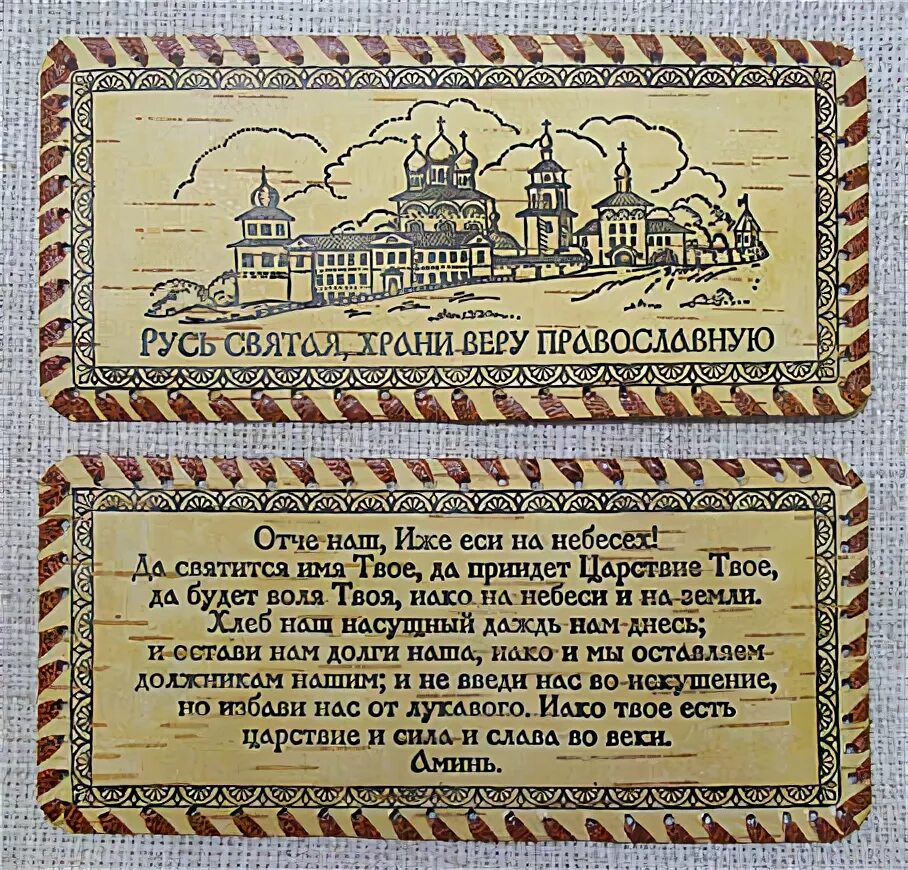 Русь святая, храни веру православную
Отче наш, Иже еси на небесех!
Да святится имя Твое, да приидет Царствие Твое,
да будет воля Твоя, иако на небеси и на земли.
Хлеб наш насущный даждь нам днесь;
и остави нам долги наша, иако и мы оставляем
должникам нашим; и не введи нас во искушение,
но избави нас от лукавого. Иако твое есть
царствие и сила и слава во веки.
Аминь.